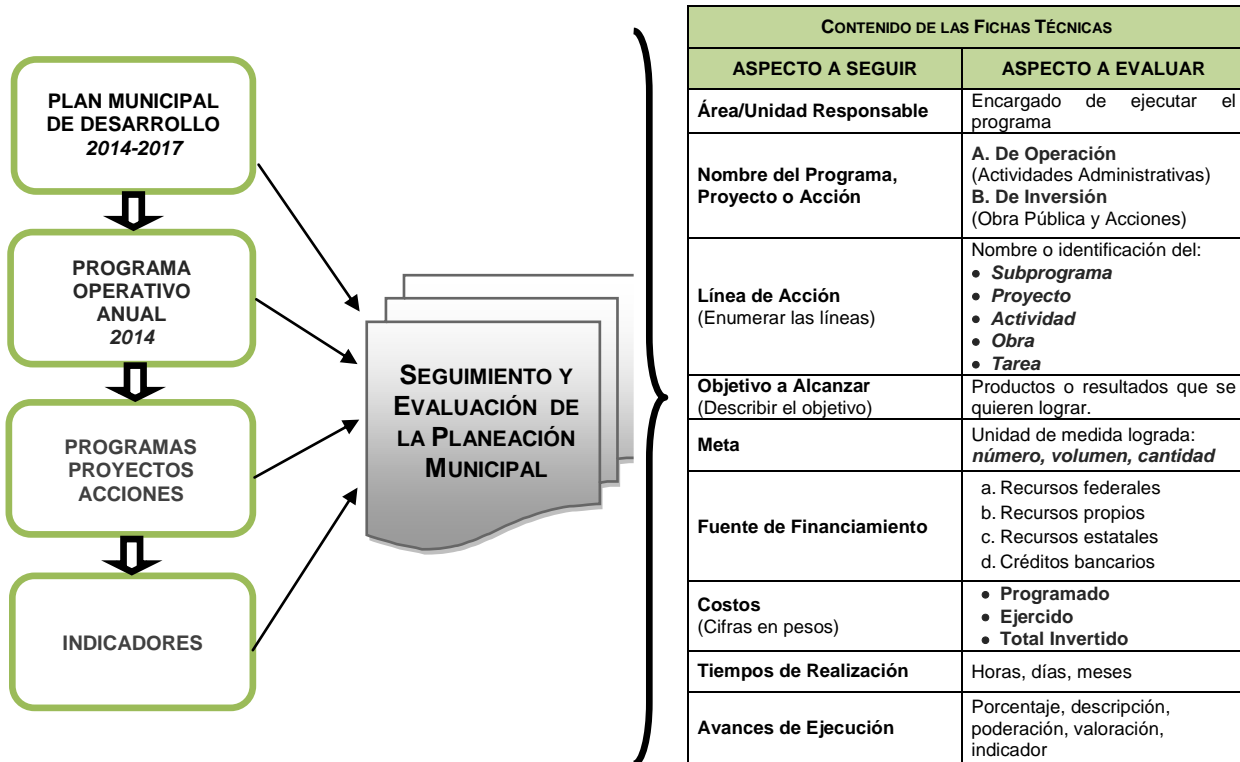 PLAN MUNICIPAL
DE DESARROLLO
2014-2017
PROGRAMA
OPERATIVO
ANUAL
2014
PROGRAMAS
PROYECTOS
ACCIONES
INDICADORES
SEGUIMIENTO Y
EVALUACIÓN DE
LA PLANEACIÓN
MUNICIPAL
CONTENIDO DE LAS FICHAS TÉCNICAS
ASPECTO A SEGUIR
ASPECTO A EVALUAR
Área/Unidad Responsable
Encargado de ejecutar el
programa
Nombre del Programa,
Proyecto o Acción
A. De Operación
(Actividades Administrativas)
B. De Inversión
(Obra Pública y Acciones)
Línea de Acción
(Enumerar las líneas)
Nombre o identificación del:
• Subprograma
• Proyecto
• Actividad
• Obra
• Tarea
Objetivo a Alcanzar
(Describir el objetivo)
Productos o resultados que se
quieren lograr.
Meta
Unidad de medida lograda:
número, volumen, cantidad
Fuente de Financiamiento
a. Recursos federales
b. Recursos propios
c. Recursos estatales
d. Créditos bancarios
Costos
(Cifras en pesos)
• Programado
• Ejercido
• Total Invertido
Tiempos de Realización
Horas, días, meses
Avances de Ejecución
Porcentaje, descripción,
poderación, valoración,
indicador